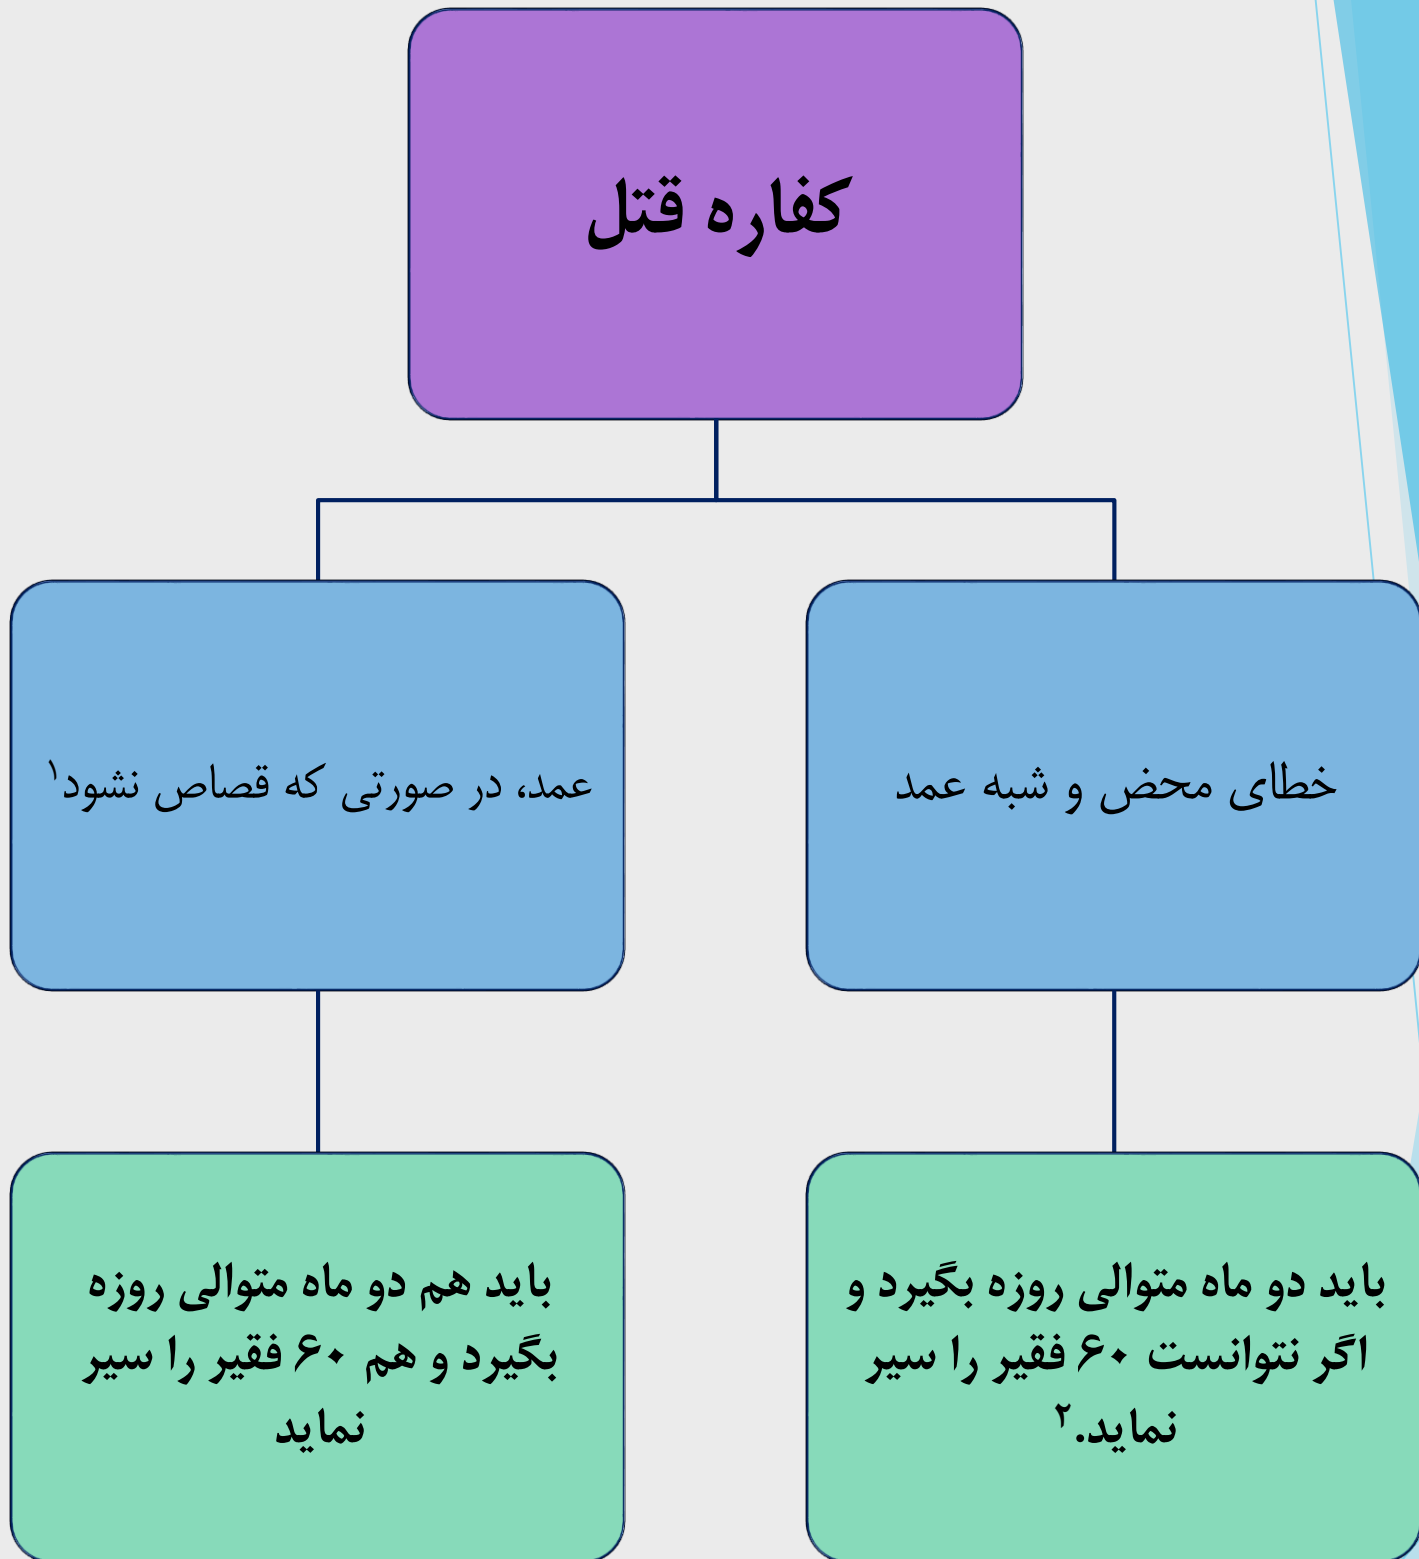 کفاره قتل
خطای محض و شبه عمد
عمد، در صورتی که قصاص نشود۱
باید دو ماه متوالی روزه بگیرد و
اگر نتوانست ۶۰ فقیر را سیر
نماید.۲
باید هم دو ماه متوالی روزه
بگیرد و هم ۶۰ فقیر را سیر
نماید